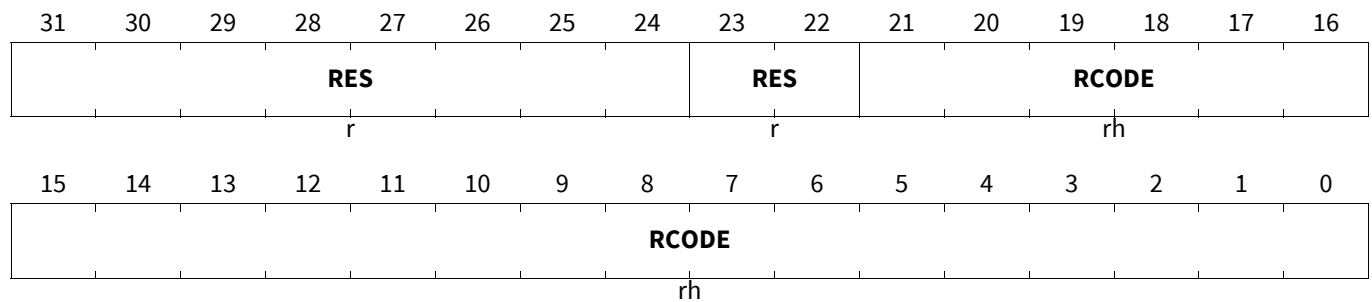 31 30 29 28 27 26 25 24 23 22 21 20 19 18 17 16
RES RES RCODE
r r rh
15 14 13 12 11 10 9 8 7 6 5 4 3 2 1 0
RCODE
rh